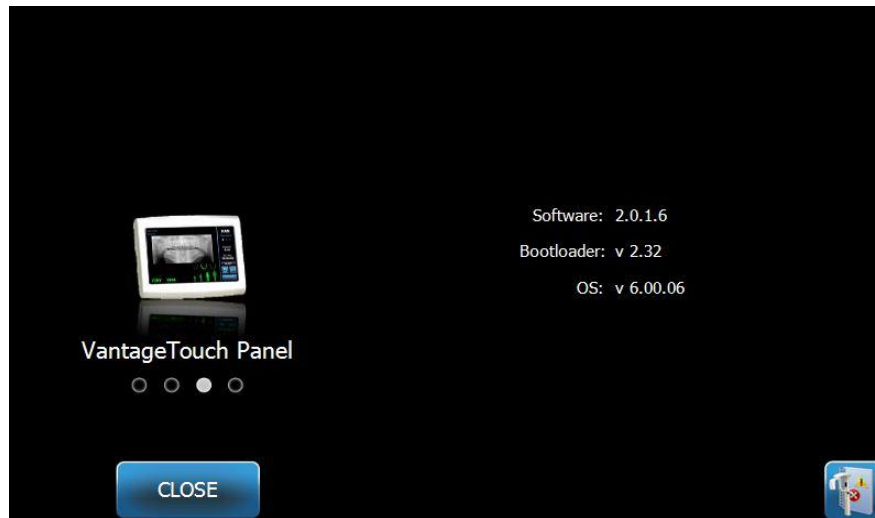 Software: 2.0.1.6
Bootloader: v 2.32
OS: v 6.00.06
VantageTouch Panel
CLOSE